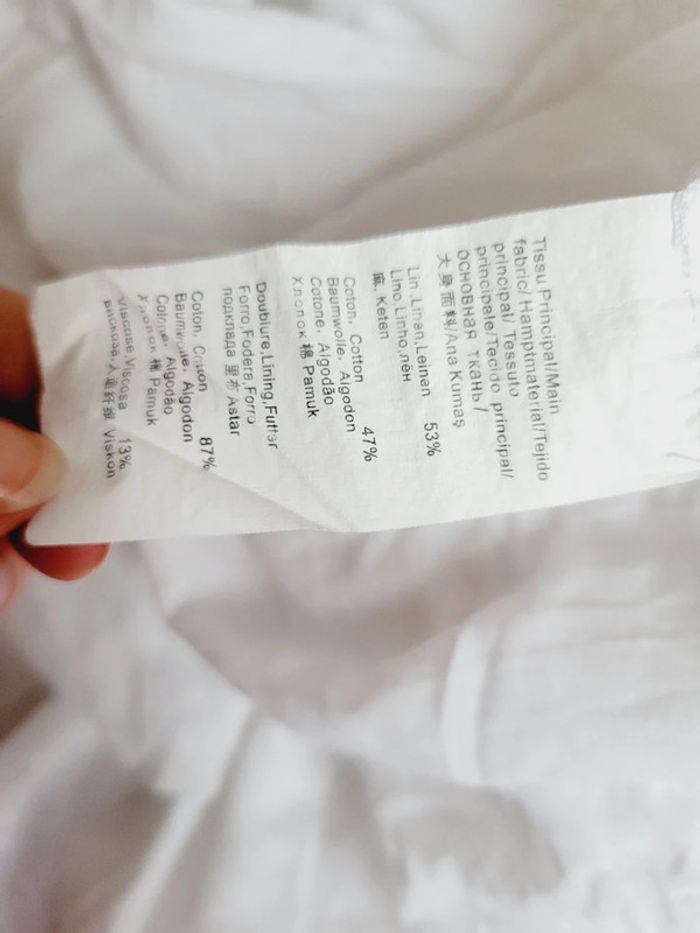 Tissu Principal/Main
fabric/ Hamptmaterial/Tejido
principal/ Tessuto
principale/Tecido principal/
ОСНОВНАЯ ТКАНЬ/
大身面料/Ana Kumaş
Lin,Linen,Leinen 53%
Lino,Linho,лён
麻, Keten
Coton, Cotton 47%
Baumwolle, Algodon
Cotone, Algodão
Хлопок 棉 Pamuk
Doublure,Lining,Futter
Forro,Fodera,Forro
подклада 里布 Astar
Coton, Cotton 87%
Baumwolle, Algodon
Cotone, Algodão
Хлопок 棉 Pamuk
Viscose,Viscosa 13%
вискоза,人造纤维 Viskon